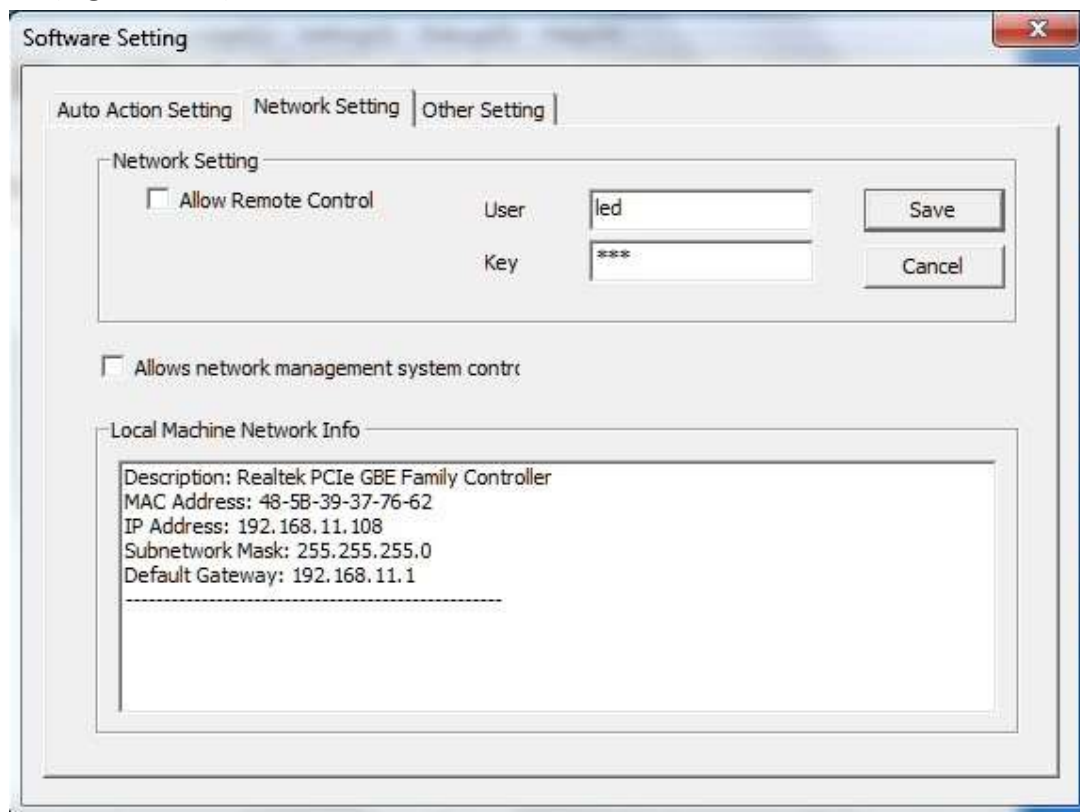 Software Setting
Auto Action Setting Network Setting Other Setting
Network Setting
Allow Remote Control
User led Save
Key *** Cancel
Allows network management system contro
Local Machine Network Info
Description: Realtek PCIe GBE Family Controller
MAC Address: 48-5B-39-37-76-62
IP Address: 192.168.11.108
Subnetwork Mask: 255.255.255.0
Default Gateway: 192.168.11.1
------------------------------------------------